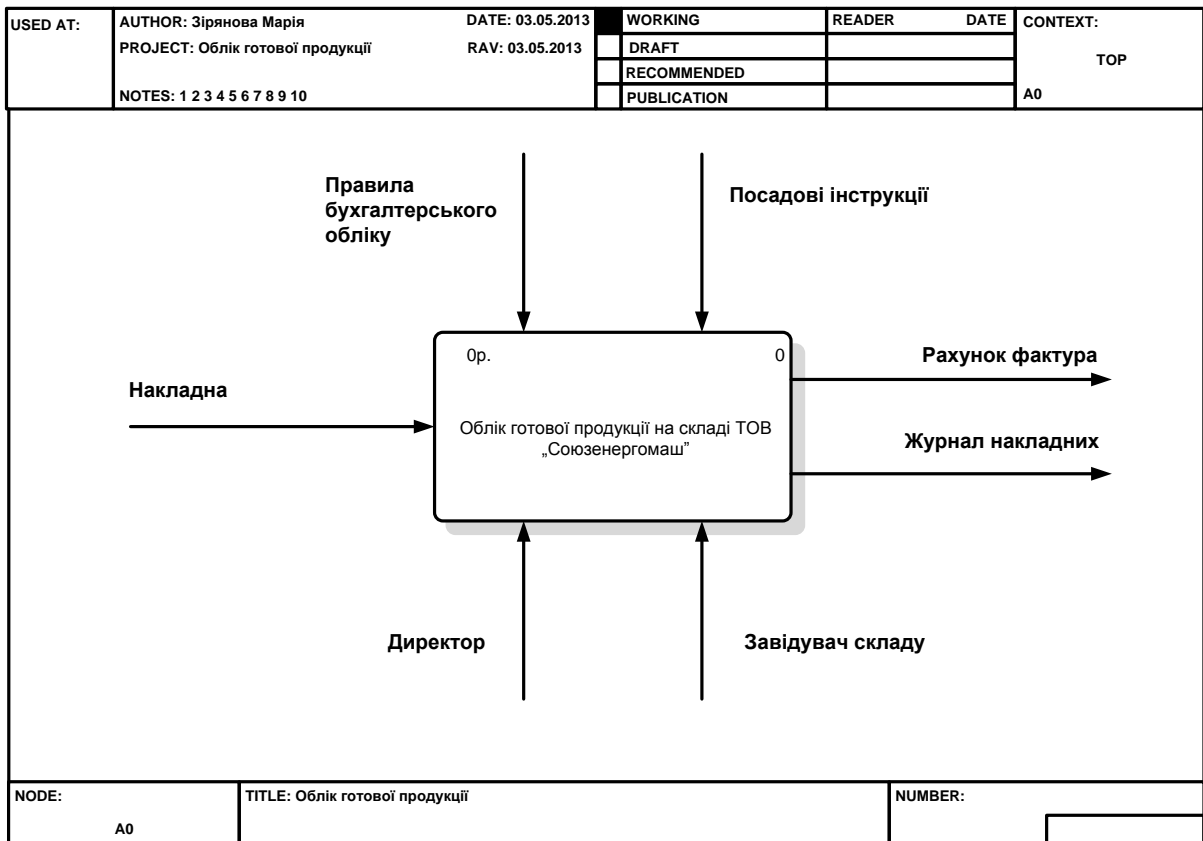 USED AT:
AUTHOR: Зірянова Марія
DATE: 03.05.2013
WORKING
READER
DATE
CONTEXT:
PROJECT: Облік готової продукції
RAV: 03.05.2013
DRAFT
TOP
RECOMMENDED
NOTES: 1 2 3 4 5 6 7 8 9 10
PUBLICATION
A0
Правила
бухгалтерського
обліку
Посадові інструкції
0р.
0
Рахунок фактура
Накладна
Облік готової продукції на складі ТОВ
„Союзенергомаш”
Журнал накладних
Директор
Завідувач складу
NODE:
TITLE: Облік готової продукції
NUMBER:
A0